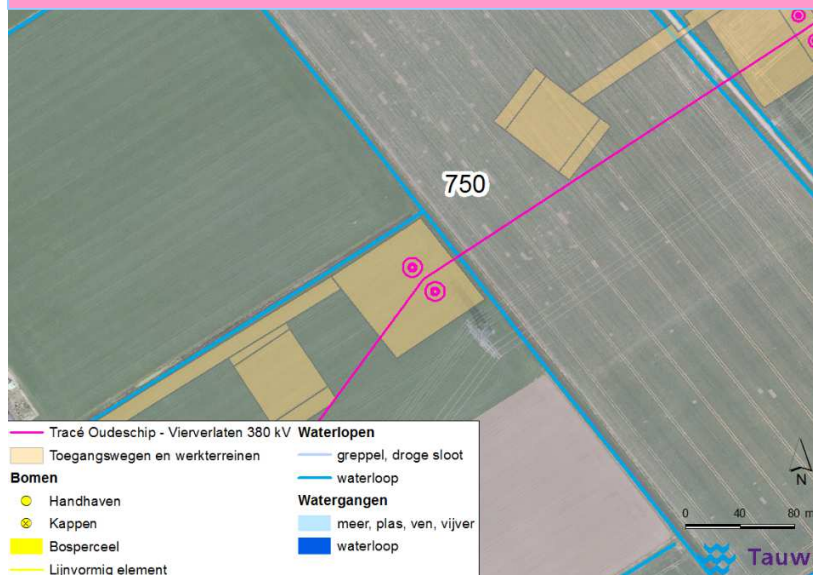 750
Tracé Oudeschip - Vierverlaten 380 kV
Toegangswegen en werkterreinen
Bomen
Handhaven
Kappen
Bosperceel
Lijnvormig element
Waterlopen
greppel, droge sloot
waterloop
Watergangen
meer, plas, ven, vijver
waterloop
N
0 40 80 m
Tauw